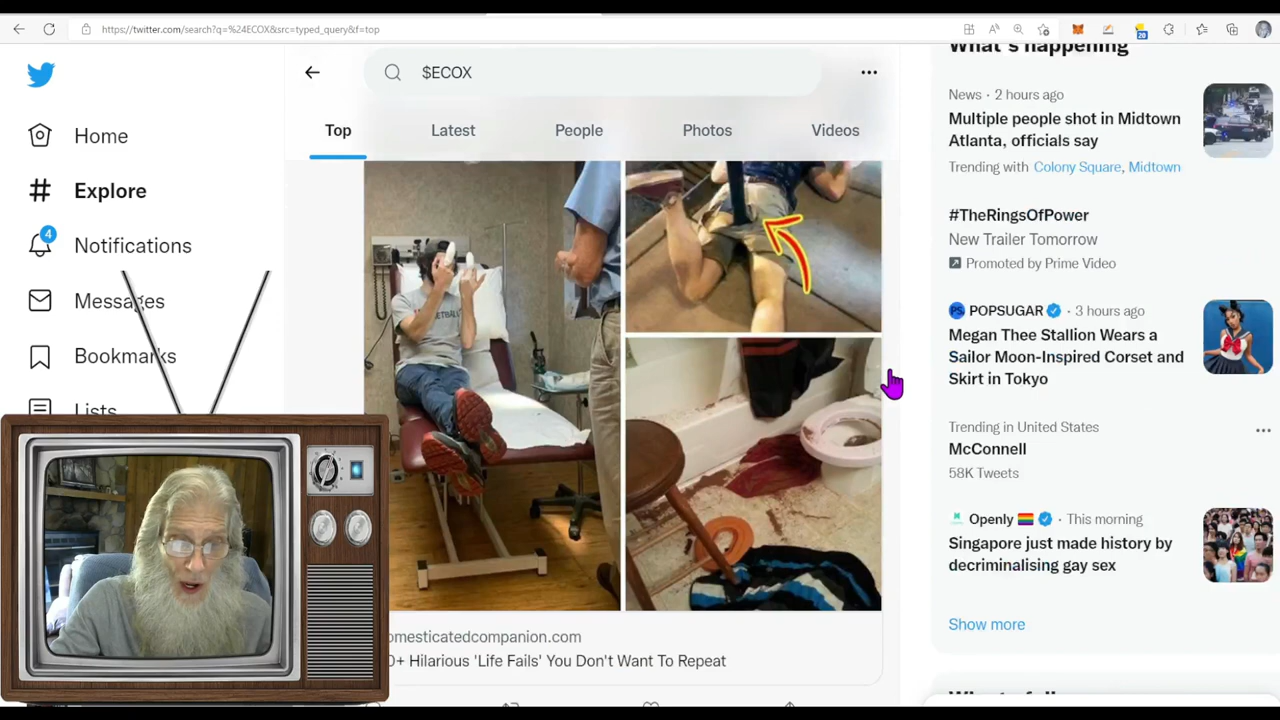 https://twitter.com/search?q=%24ECOX&src=typed_query&f=top
20
$ECOX
Top
Latest
People
Photos
Videos
Home
Explore
4
Notifications
Messages
Bookmarks
Lists
omesticatedcompanion.com
0+ Hilarious 'Life Fails' You Don't Want To Repeat
What's happening
News · 2 hours ago
Multiple people shot in Midtown
Atlanta, officials say
Trending with Colony Square, Midtown
#TheRingsOfPower
New Trailer Tomorrow
Promoted by Prime Video
POPSUGAR · 3 hours ago
Megan Thee Stallion Wears a
Sailor Moon-Inspired Corset and
Skirt in Tokyo
Trending in United States
McConnell
58K Tweets
Openly · This morning
Singapore just made history by
decriminalising gay sex
Show more